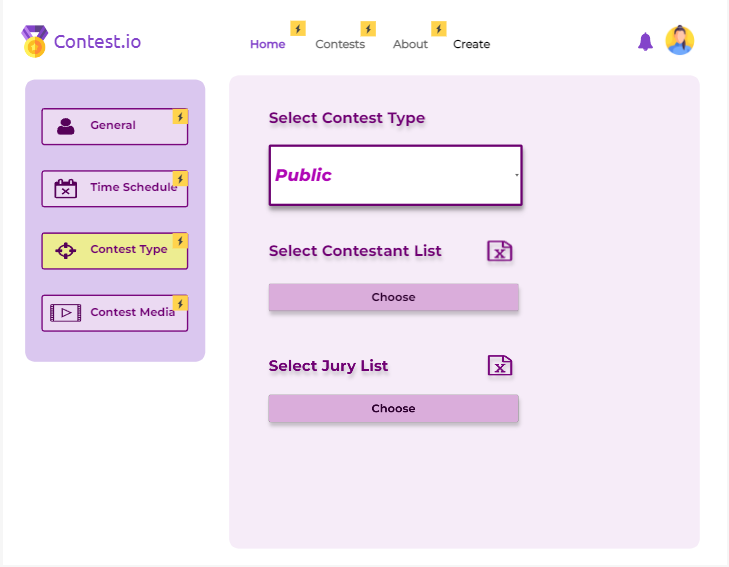 Contest.io
Home
Contests
About
Create
General
Time Schedule
Contest Type
Contest Media
Select Contest Type
Public
Select Contestant List
X
Choose
Select Jury List
X
Choose